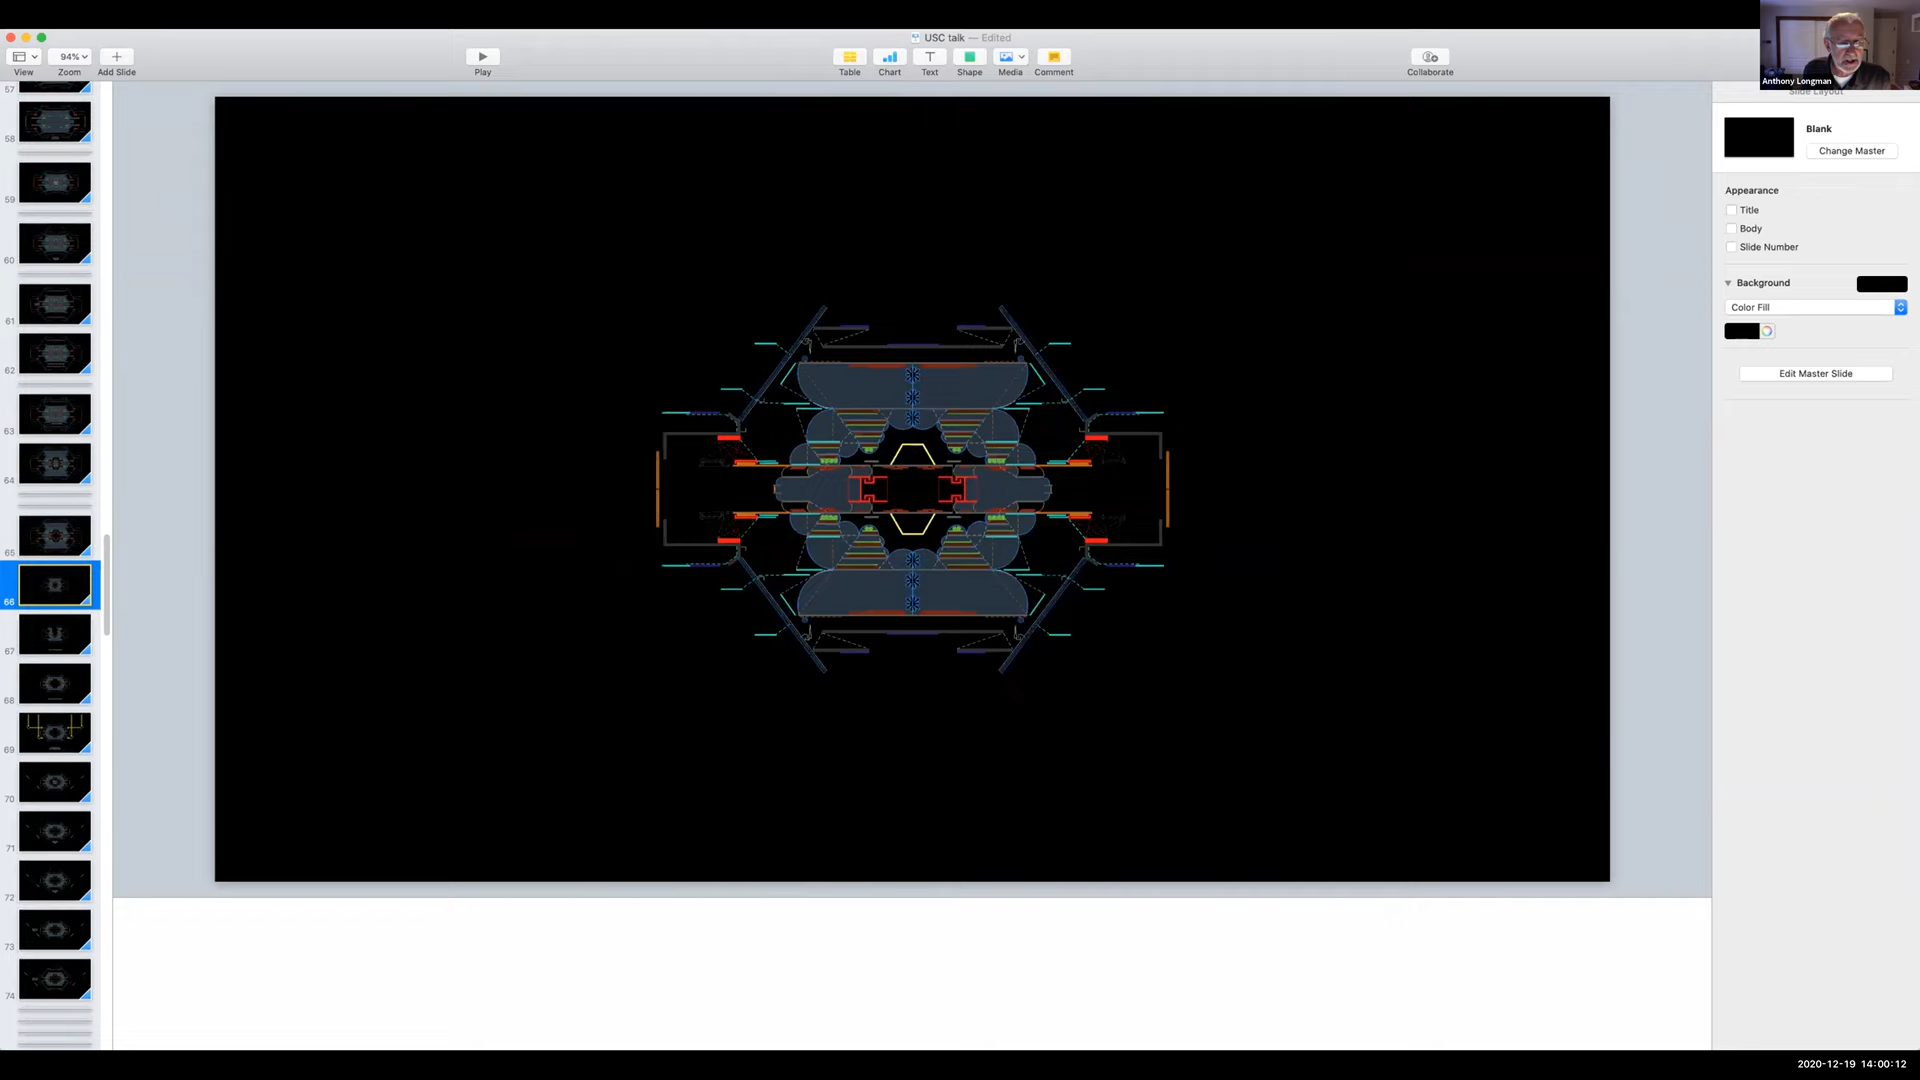 USC talk — Edited
94%
View
Zoom
Add Slide
Play
Table
Chart
Text
Shape
Media
Comment
Collaborate
Anthony Longman
Slide Layout
Blank
Change Master
Appearance
Title
Body
Slide Number
Background
Color Fill
Edit Master Slide
57
58
59
60
61
62
63
64
65
66
67
68
69
70
71
72
73
74
2020-12-19 14:00:12